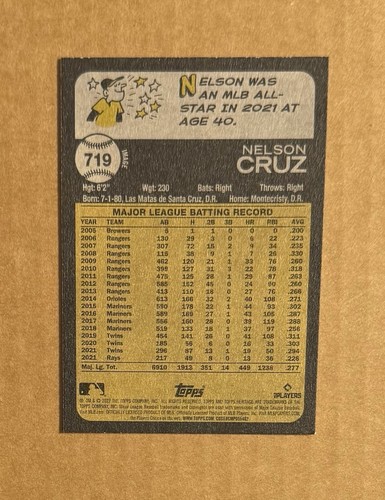 NELSON WAS
AN MLB ALL-
STAR IN 2021 AT
AGE 40.
719
NELSON
CRUZ
Hgt: 6'2" Wgt: 230 Bats: Right Throws: Right
Born: 7-1-80, Las Matas de Santa Cruz, D.R. Home: Montecristy, D.R.
MAJOR LEAGUE BATTING RECORD
YEAR TEAM AB H 2B 3B HR RBI AVG
2005 Brewers 5 1 1 0 0 0 .200
2006 Rangers 130 29 3 0 6 22 .223
2007 Rangers 307 72 15 2 9 34 .235
2008 Rangers 115 38 9 1 7 26 .330
2009 Rangers 462 120 21 1 33 76 .260
2010 Rangers 399 127 31 3 22 78 .318
2011 Rangers 475 125 28 1 29 87 .263
2012 Rangers 585 152 45 0 24 90 .260
2013 Rangers 413 110 18 0 27 76 .266
2014 Orioles 613 166 32 2 40 108 .271
2015 Mariners 590 178 22 1 44 93 .302
2016 Mariners 589 169 27 1 43 105 .287
2017 Mariners 556 160 28 0 39 119 .288
2018 Mariners 519 133 18 1 37 97 .256
2019 Twins 454 141 26 0 41 108 .311
2020 Twins 185 56 6 0 16 33 .303
2021 Twins 296 87 13 1 19 50 .294
2021 Rays 217 49 8 0 13 36 .226
Maj. Lg. Tot. 6910 1913 351 14 449 1238 .277
topps
PLAYERS